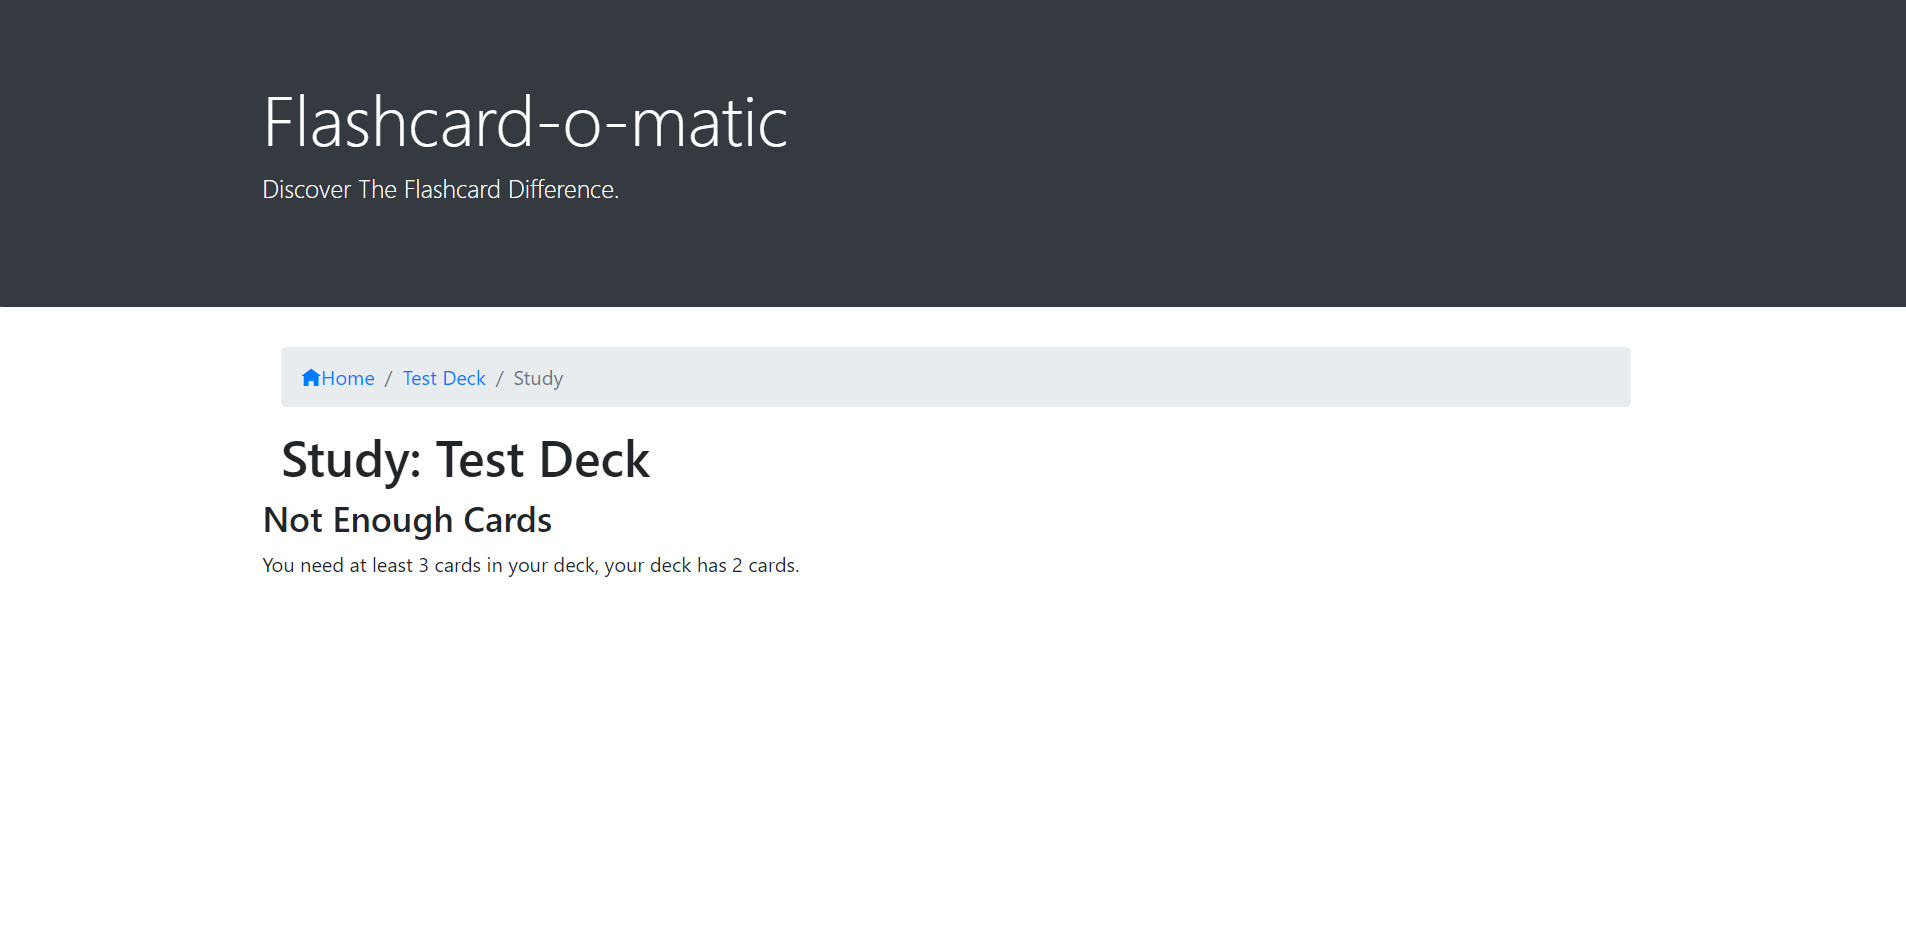 Flashcard-o-matic
Discover The Flashcard Difference.
Home / Test Deck / Study
Study: Test Deck
Not Enough Cards
You need at least 3 cards in your deck, your deck has 2 cards.